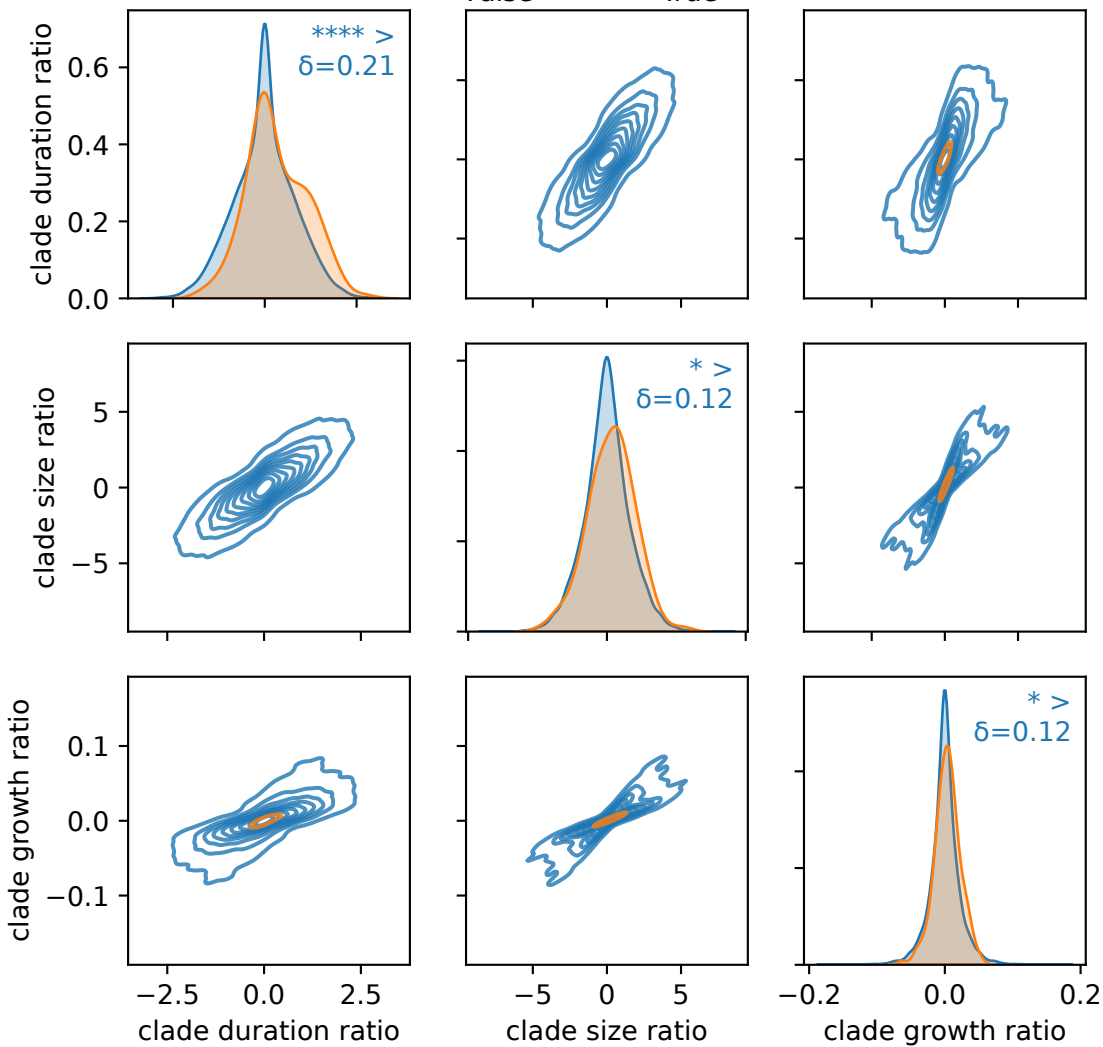 clade duration ratio
0.6
0.4
0.2
0.0
**** >
δ=0.21
clade size ratio
5
0
−5
* >
δ=0.12
clade growth ratio
0.1
0.0
−0.1
* >
δ=0.12
−2.5 0.0 2.5
−5 0 5
−0.2 0.0 0.2
clade duration ratio
clade size ratio
clade growth ratio